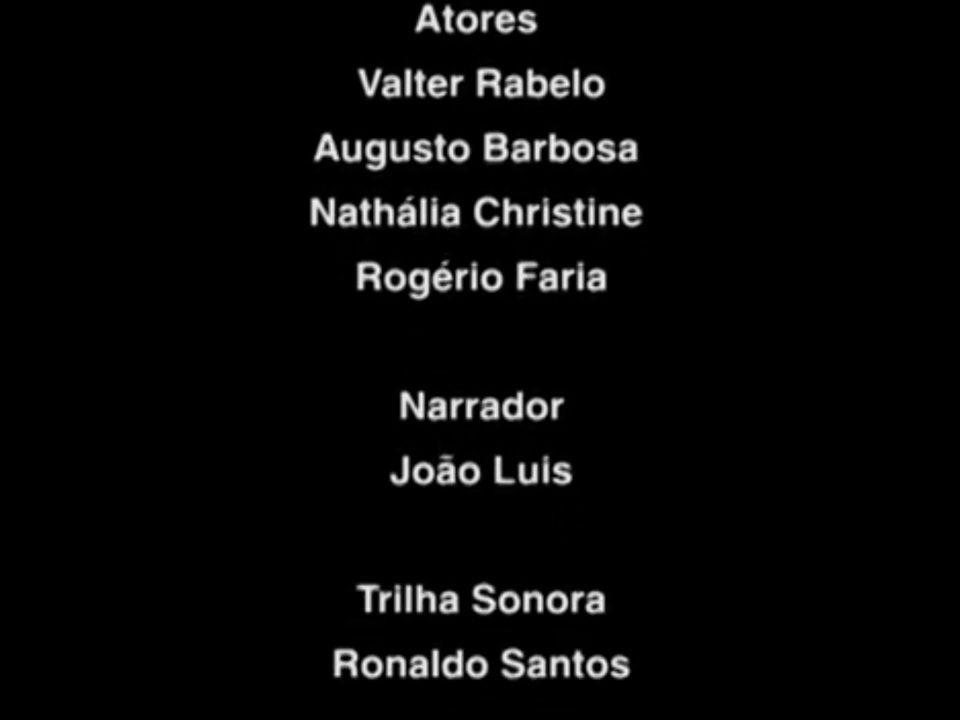 Atores
Valter Rabelo
Augusto Barbosa
Nathália Christine
Rogério Faria
Narrador
João Luis
Trilha Sonora
Ronaldo Santos